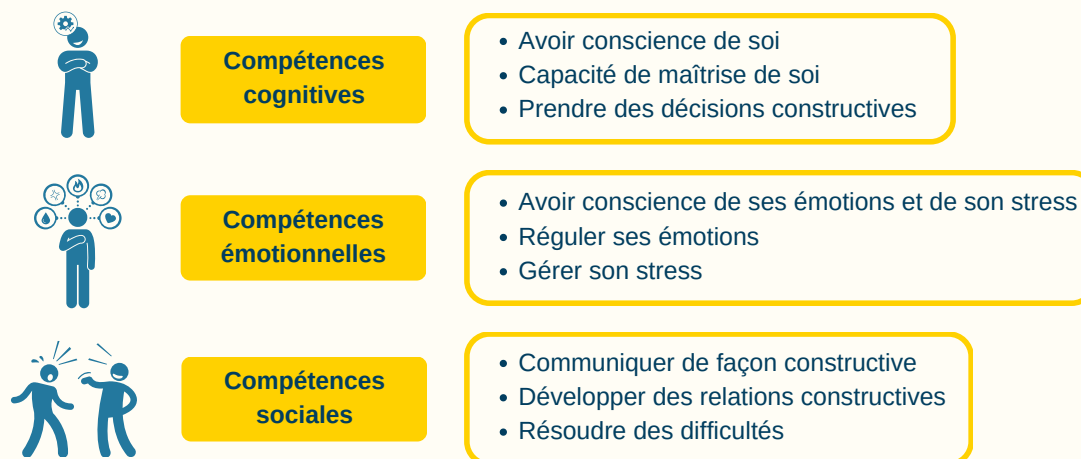 Compétences
cognitives
• Avoir conscience de soi
• Capacité de maîtrise de soi
• Prendre des décisions constructives
Compétences
émotionnelles
• Avoir conscience de ses émotions et de son stress
• Réguler ses émotions
• Gérer son stress
Compétences
sociales
• Communiquer de façon constructive
• Développer des relations constructives
• Résoudre des difficultés